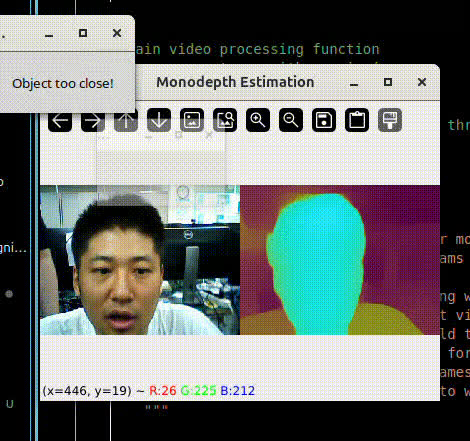 Object too close!
ain video processing function
Monodepth Estimation
thr
r mo
ams
gni...
ng w
t vi
ld t
for
ames
to w
(x=446, y=19) ~ R:26 G:225 B:212
U
"""